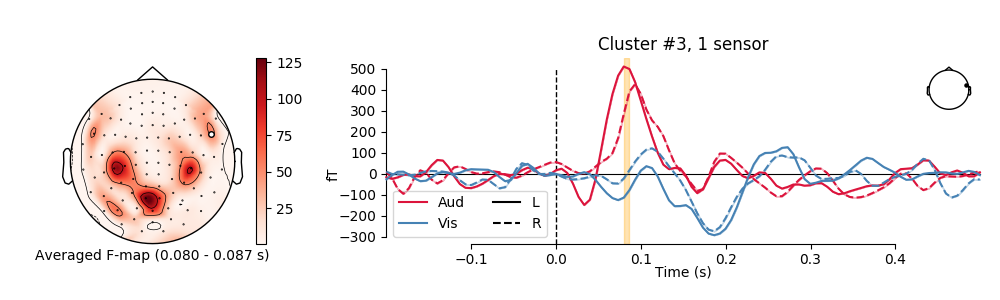 Cluster #3, 1 sensor
125
100
75
50
25
Averaged F-map (0.080 - 0.087 s)
fT
500
400
300
200
100
0
−100
−200
−300
Aud
Vis
L
R
−0.1 0.0 0.1 0.2 0.3 0.4
Time (s)